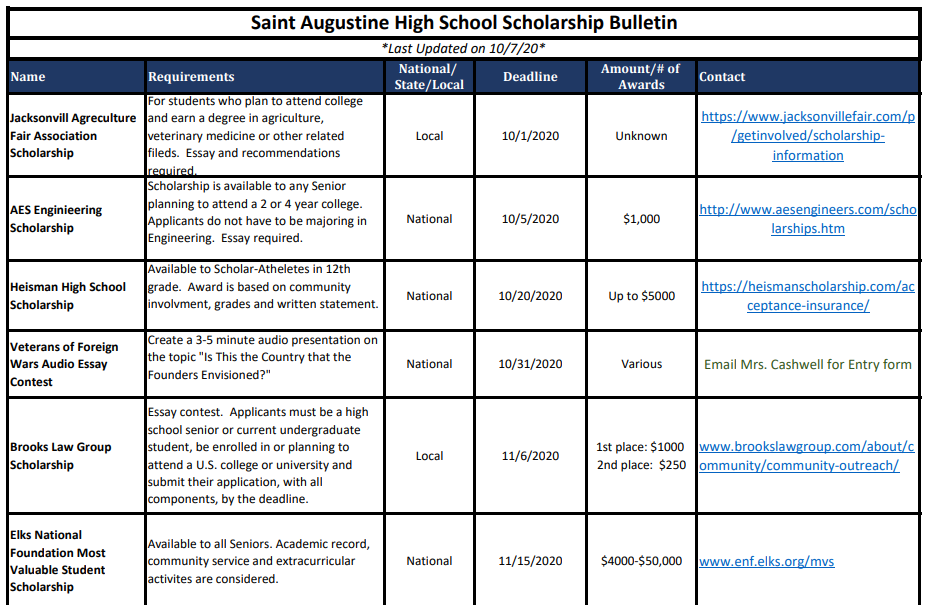 Saint Augustine High School Scholarship Bulletin
*Last Updated on 10/7/20*
Name
Requirements
National/
State/Local
Deadline
Amount/# of
Awards
Contact
Jacksonvill Agreculture
Fair Association
Scholarship
For students who plan to attend college
and earn a degree in agriculture,
veterinary medicine or other related
fileds. Essay and recommendations
required.
Local
10/1/2020
Unknown
https://www.jacksonvillefair.com/p
/getinvolved/scholarship-
information
AES Enginieering
Scholarship
Scholarship is available to any Senior
planning to attend a 2 or 4 year college.
Applicants do not have to be majoring in
Engineering. Essay required.
National
10/5/2020
$1,000
http://www.aesengineers.com/scho
larships.htm
Heisman High School
Scholarship
Available to Scholar-Atheletes in 12th
grade. Award is based on community
involvment, grades and written statement.
National
10/20/2020
Up to $5000
https://heismanscholarship.com/ac
ceptance-insurance/
Veterans of Foreign
Wars Audio Essay
Contest
Create a 3-5 minute audio presentation on
the topic "Is This the Country that the
Founders Envisioned?"
National
10/31/2020
Various
Email Mrs. Cashwell for Entry form
Brooks Law Group
Scholarship
Essay contest. Applicants must be a high
school senior or current undergraduate
student, be enrolled in or planning to
attend a U.S. college or university and
submit their application, with all
components, by the deadline.
Local
11/6/2020
1st place: $1000
2nd place: $250
www.brookslawgroup.com/about/c
ommunity/community-outreach/
Elks National
Foundation Most
Valuable Student
Scholarship
Available to all Seniors. Academic record,
community service and extracurricular
activites are considered.
National
11/15/2020
$4000-$50,000
www.enf.elks.org/mvs